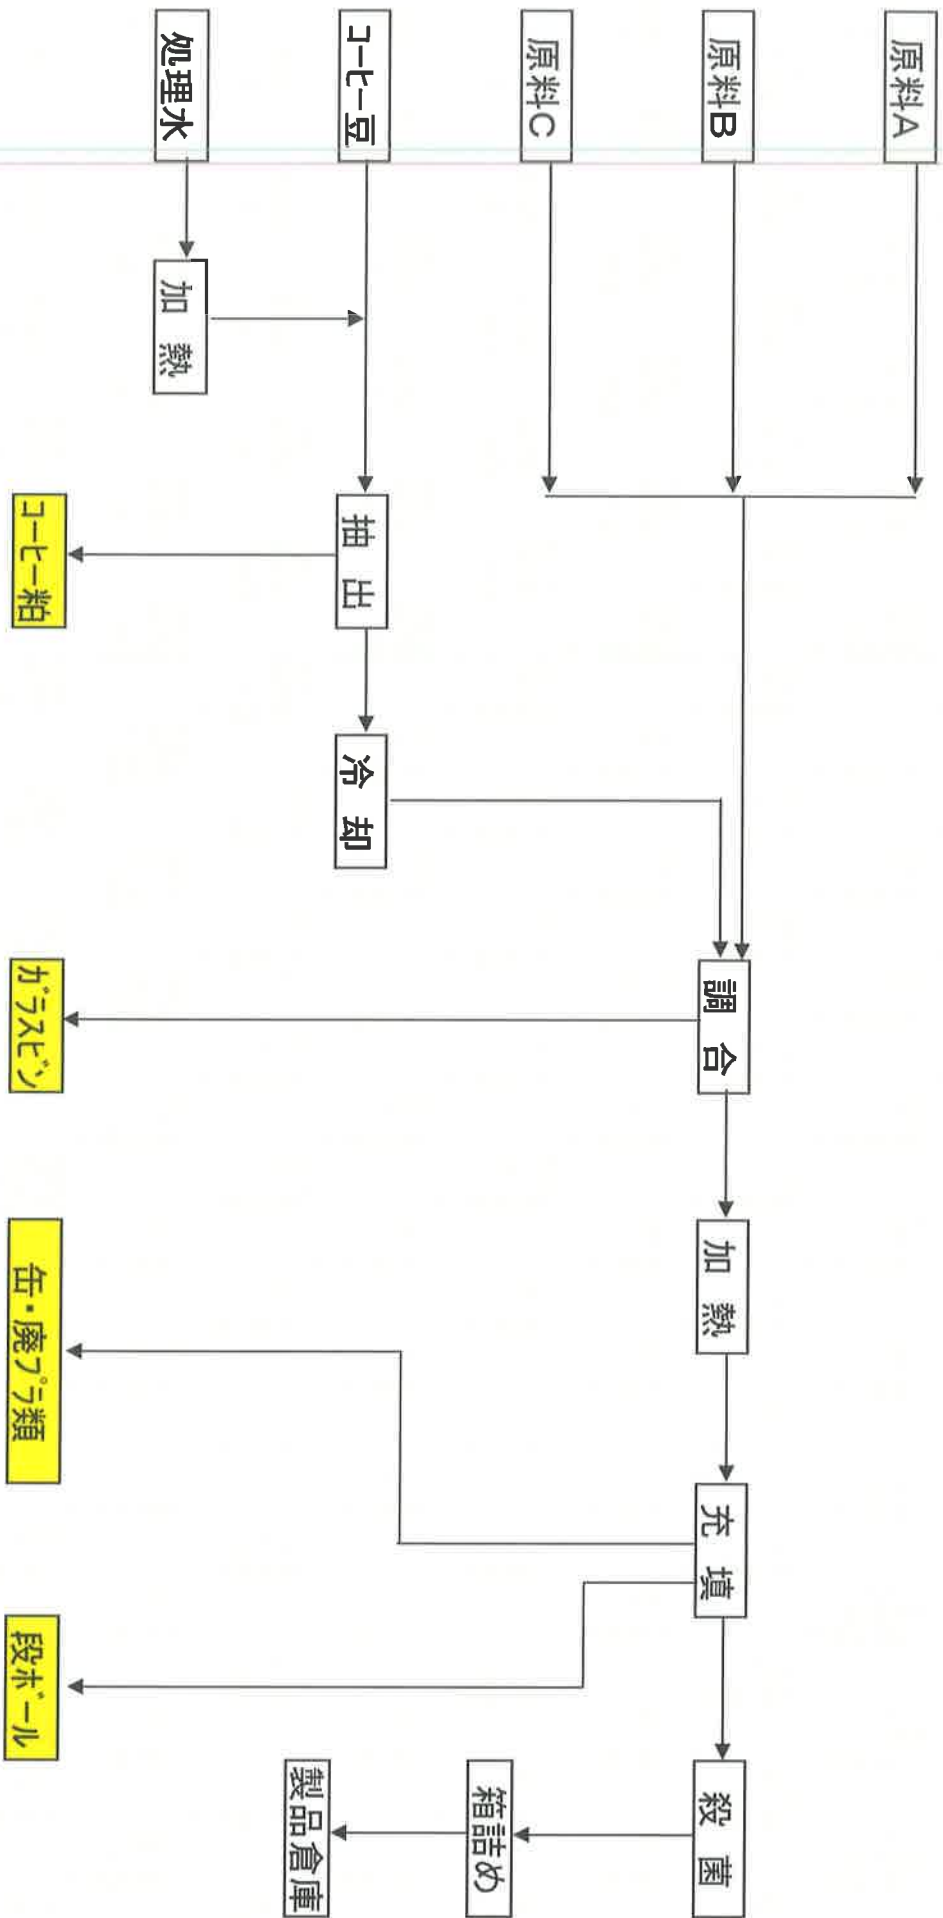 原料A
原料B
原料C
コーヒー豆
処理水
加熱
抽出
冷却
調合
加熱
充填
殺菌
箱詰め
製品倉庫
コーヒー粕
ガラスビン
缶・廃プラ類
段ボール